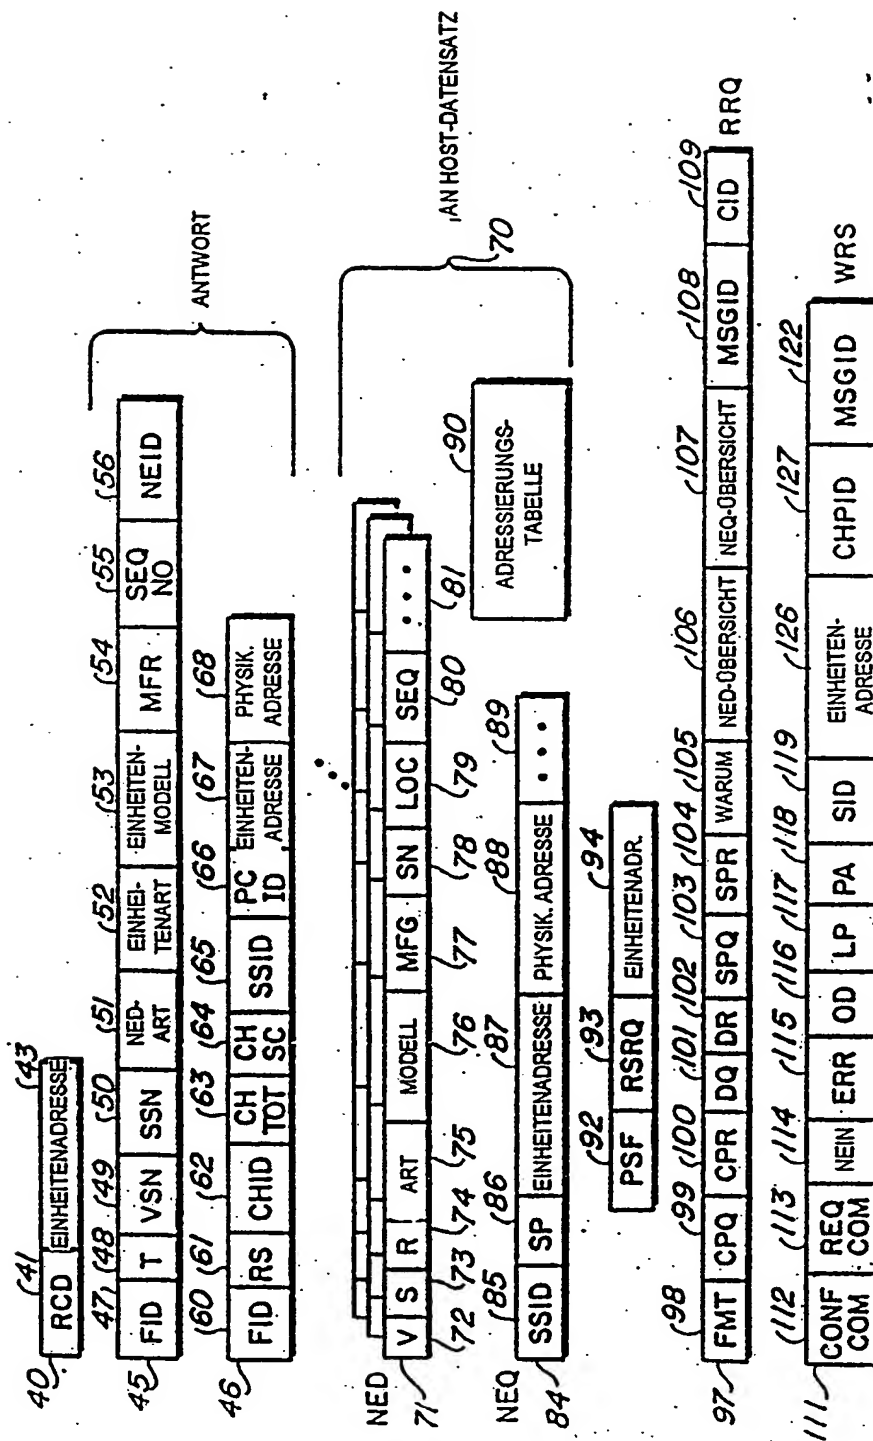 41 43
RCD EINHEITENADRESSE
40
47 48 49 50 51 52 53 54 55 56
FID T VSN SSN NED-ART EINHEI-TENART EINHEITEN-MODELL MFR SEQ NO NEID
45
ANTWORT
60 61 62 63 64 65 66 67 68
FID RS CHID CH TOT CH SC SSID PC ID EINHEITEN-ADRESSE PHYSIK. ADRESSE
46
NED
V S R ART MODELL MFG SN LOC SEQ ...
71 72 73 74 75 76 77 78 79 80 81
AN HOST-DATENSATZ
70
90
ADRESSIERUNGS-
TABELLE
NEQ
85 86 87 88 89
SSID SP EINHEITENADRESSE PHYSIK. ADRESSE ...
84
92 93 94
PSF RSRQ EINHEITENADR.
98 99 100 101 102 103 104 105 106 107 108 109
FMT CPQ CPR DQ DR SPQ SPR WARUM NED-ÜBERSICHT NEQ-ÜBERSICHT MSGID CID RRQ
97
112 113 114 115 116 117 118 119 126 127 122
CONF COM REQ COM NEIN ERR OD LP PA SID EINHEITEN-ADRESSE CHPID MSGID WRS
111